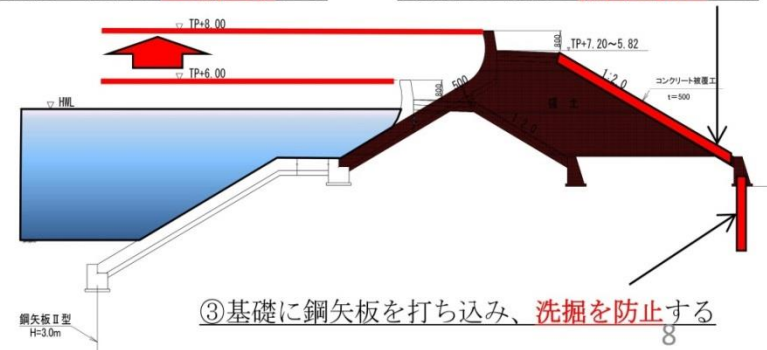 TP+8.00
TP+7.20~5.82
800
TP+6.00
1:2.0
コンクリート被覆工
t=500
500
800
HWL
盛土
1:2.0
鋼矢板Ⅱ型
H=3.0m
③基礎に鋼矢板を打ち込み、洗掘を防止する
8